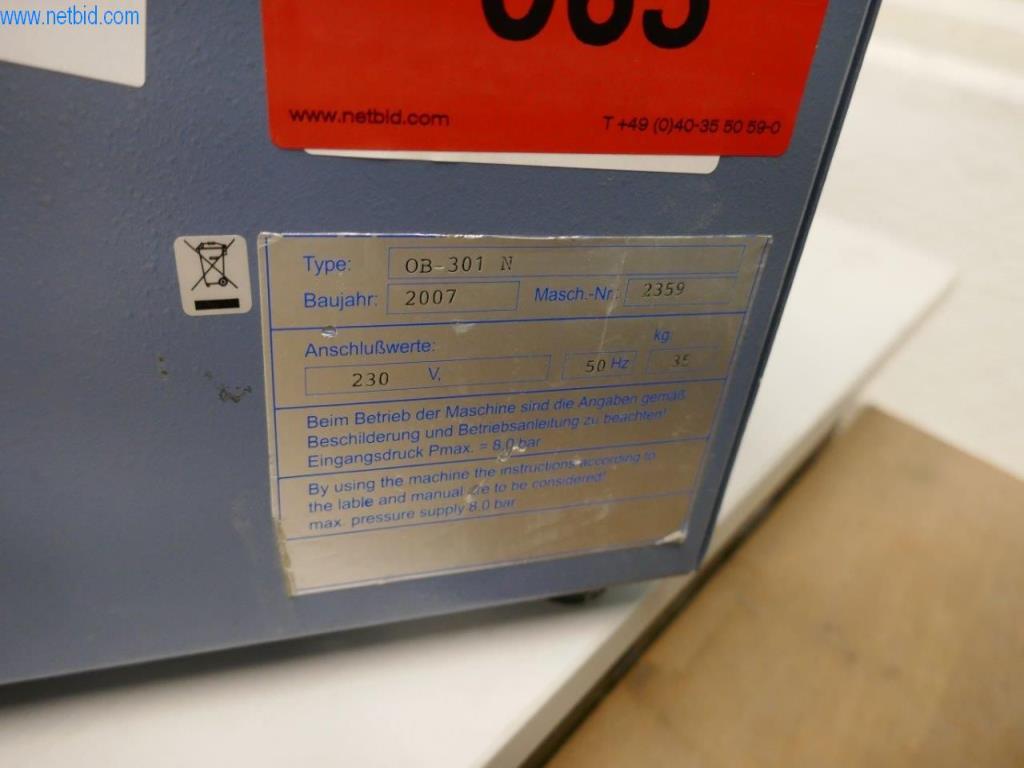 www.netbid.com
065
www.netbid.com
T +49 (0)40-35 50 59-0
Type: OB-301 N
Baujahr: 2007 Masch.-Nr.: 2359
Anschlußwerte: kg:
230 V, 50 Hz 35
Beim Betrieb der Maschine sind die Angaben gemäß
Beschilderung und Betriebsanleitung zu beachten!
Eingangsdruck Pmax. = 8.0 bar
By using the machine the instructions according to
the lable and manual are to be considered!
max. pressure supply 8.0 bar